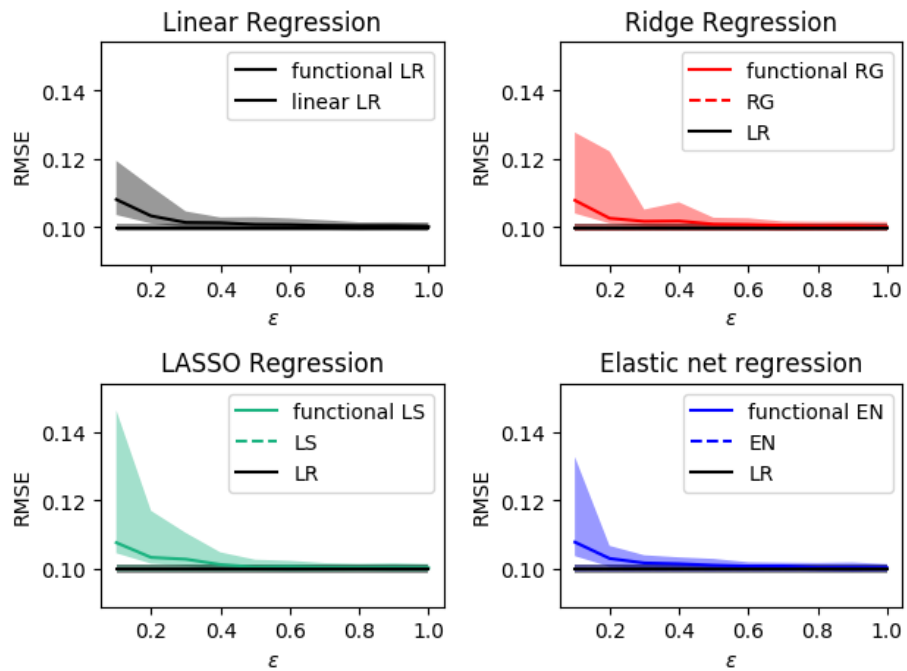 Linear Regression
RMSE
0.14
0.12
0.10
functional LR
linear LR
0.2 0.4 0.6 0.8 1.0
ε
Ridge Regression
RMSE
0.14
0.12
0.10
functional RG
RG
LR
0.2 0.4 0.6 0.8 1.0
ε
LASSO Regression
RMSE
0.14
0.12
0.10
functional LS
LS
LR
0.2 0.4 0.6 0.8 1.0
ε
Elastic net regression
RMSE
0.14
0.12
0.10
functional EN
EN
LR
0.2 0.4 0.6 0.8 1.0
ε